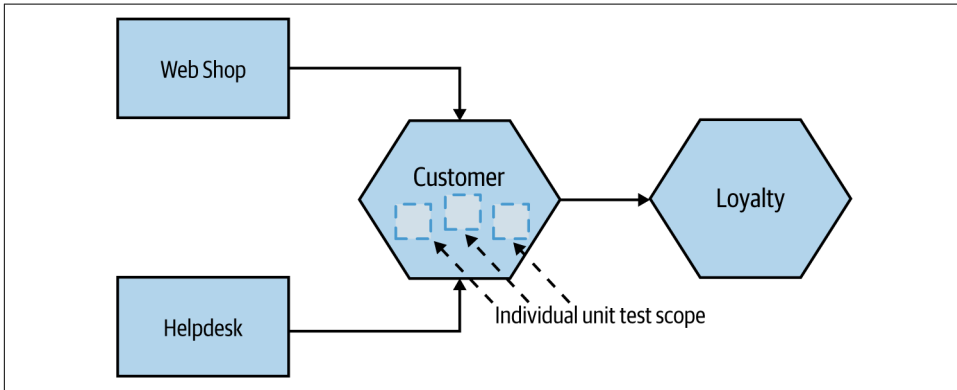 Web Shop
Customer
Loyalty
Helpdesk
Individual unit test scope